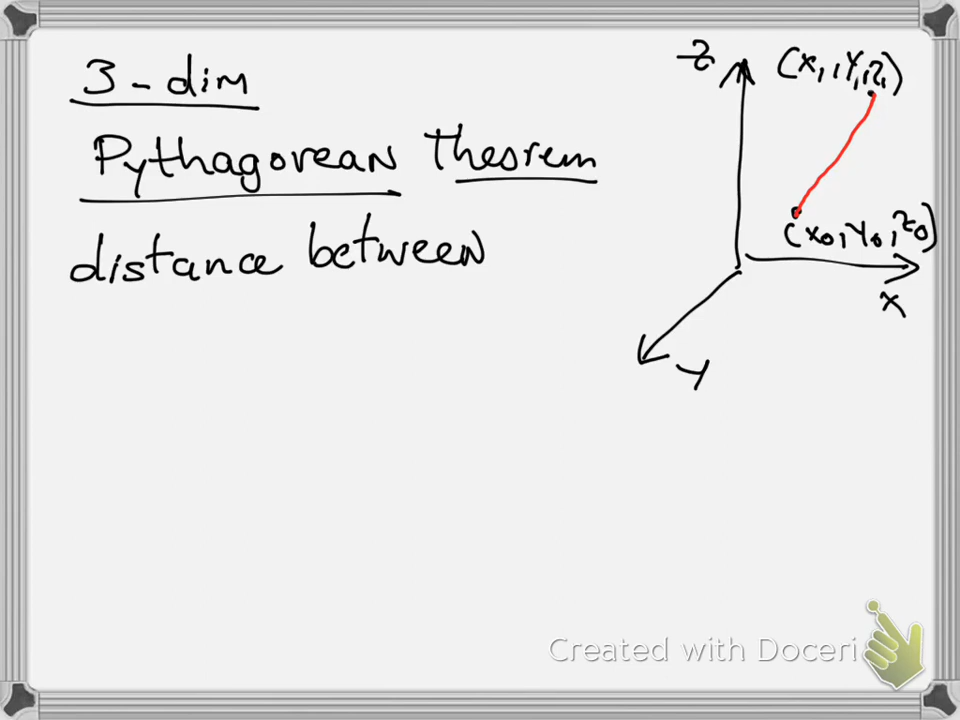 3-dim
Pythagorean Theorem
distance between
Z
(x₁,y₁,z₁)
(x₀,y₀,z₀)
x
y
Created with Doceri